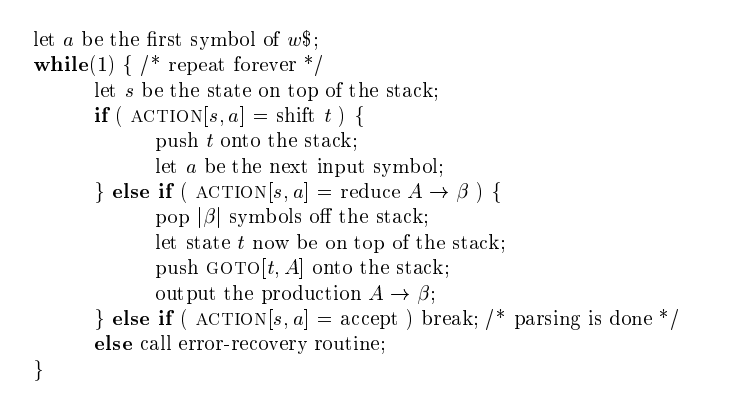 let a be the first symbol of w$;
while(1) { /* repeat forever */
let s be the state on top of the stack;
if ( ACTION[s, a] = shift t ) {
push t onto the stack;
let a be the next input symbol;
} else if ( ACTION[s, a] = reduce A → β ) {
pop |β| symbols off the stack;
let state t now be on top of the stack;
push GOTO[t, A] onto the stack;
output the production A → β;
} else if ( ACTION[s, a] = accept ) break; /* parsing is done */
else call error-recovery routine;
}